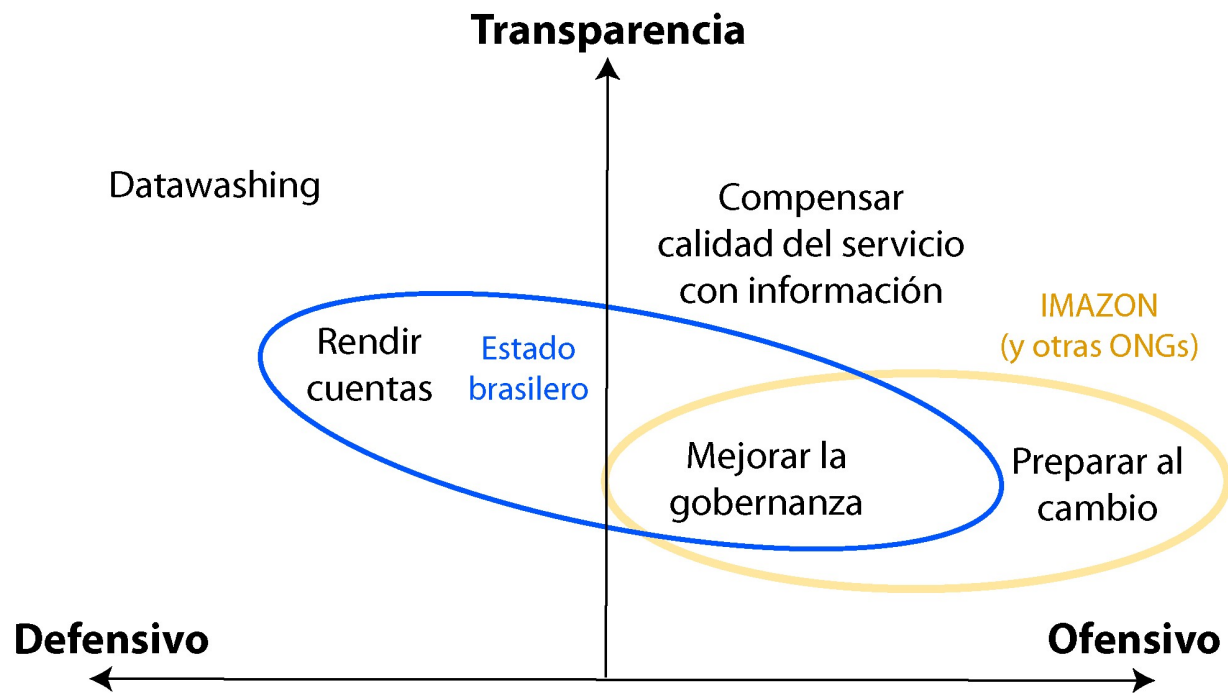 Transparencia
Datawashing
Compensar
calidad del servicio
con información
IMAZON
(y otras ONGs)
Rendir
cuentas
Estado
brasilero
Mejorar la
gobernanza
Preparar al
cambio
Defensivo
Ofensivo